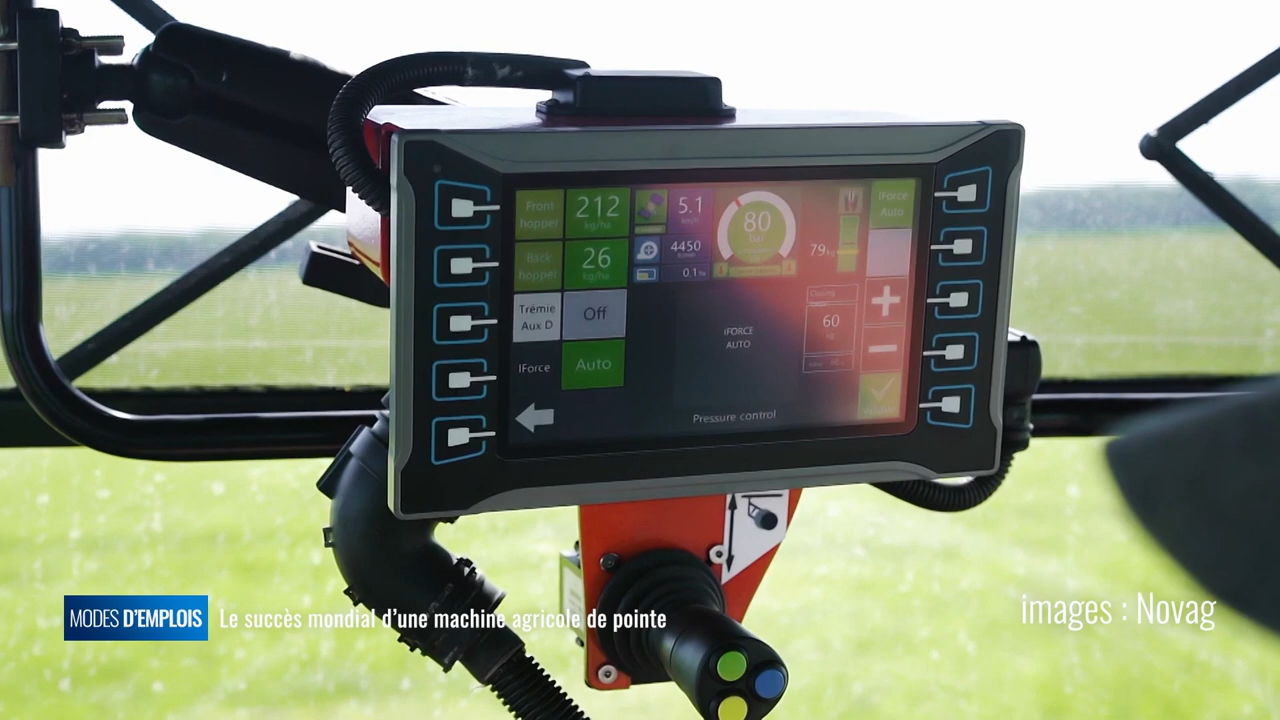 Front
hopper
212
kg/ha
Back
hopper
26
kg/ha
Trémie
Aux D
Off
IForce
Auto
5.1
km/h
4450
0.1 ha
80
bar
79
IForce
Auto
60
IFORCE
AUTO
Pressure control
MODES D'EMPLOIS Le succès mondial d'une machine agricole de pointe
images : Novag